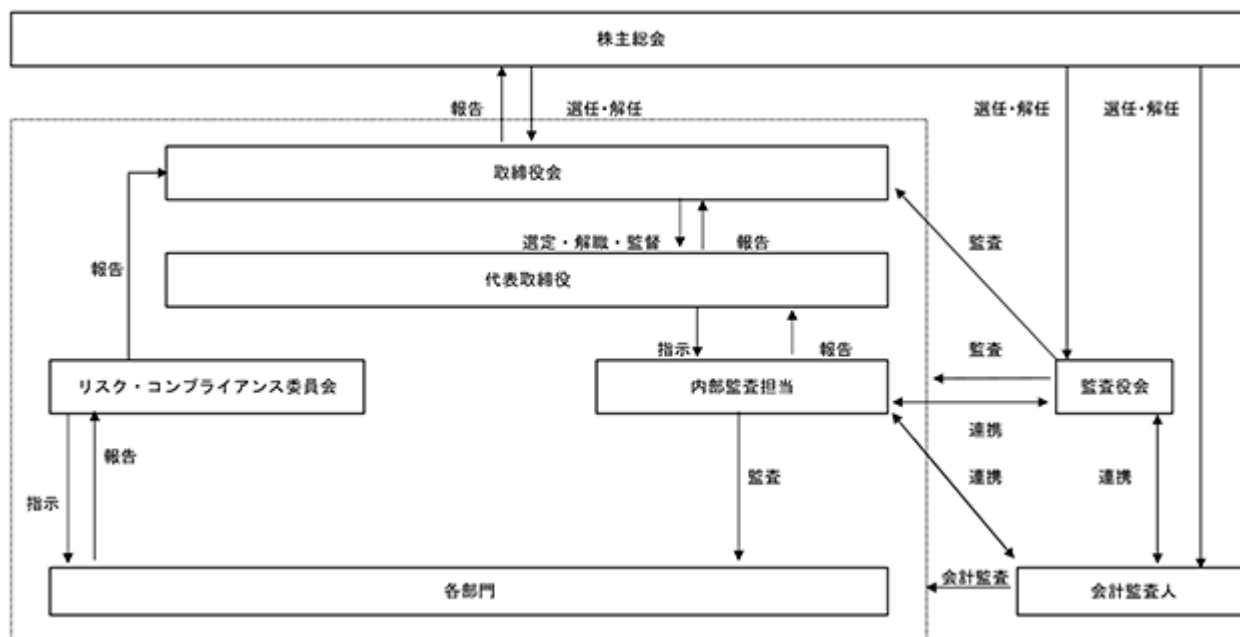 株主総会
報告
選任・解任
選任・解任
選任・解任
取締役会
選定・解職・監督
報告
監査
報告
代表取締役
指示
報告
監査
リスク・コンプライアンス委員会
内部監査担当
監査役会
連携
報告
監査
連携
連携
指示
会計監査
各部門
会計監査人